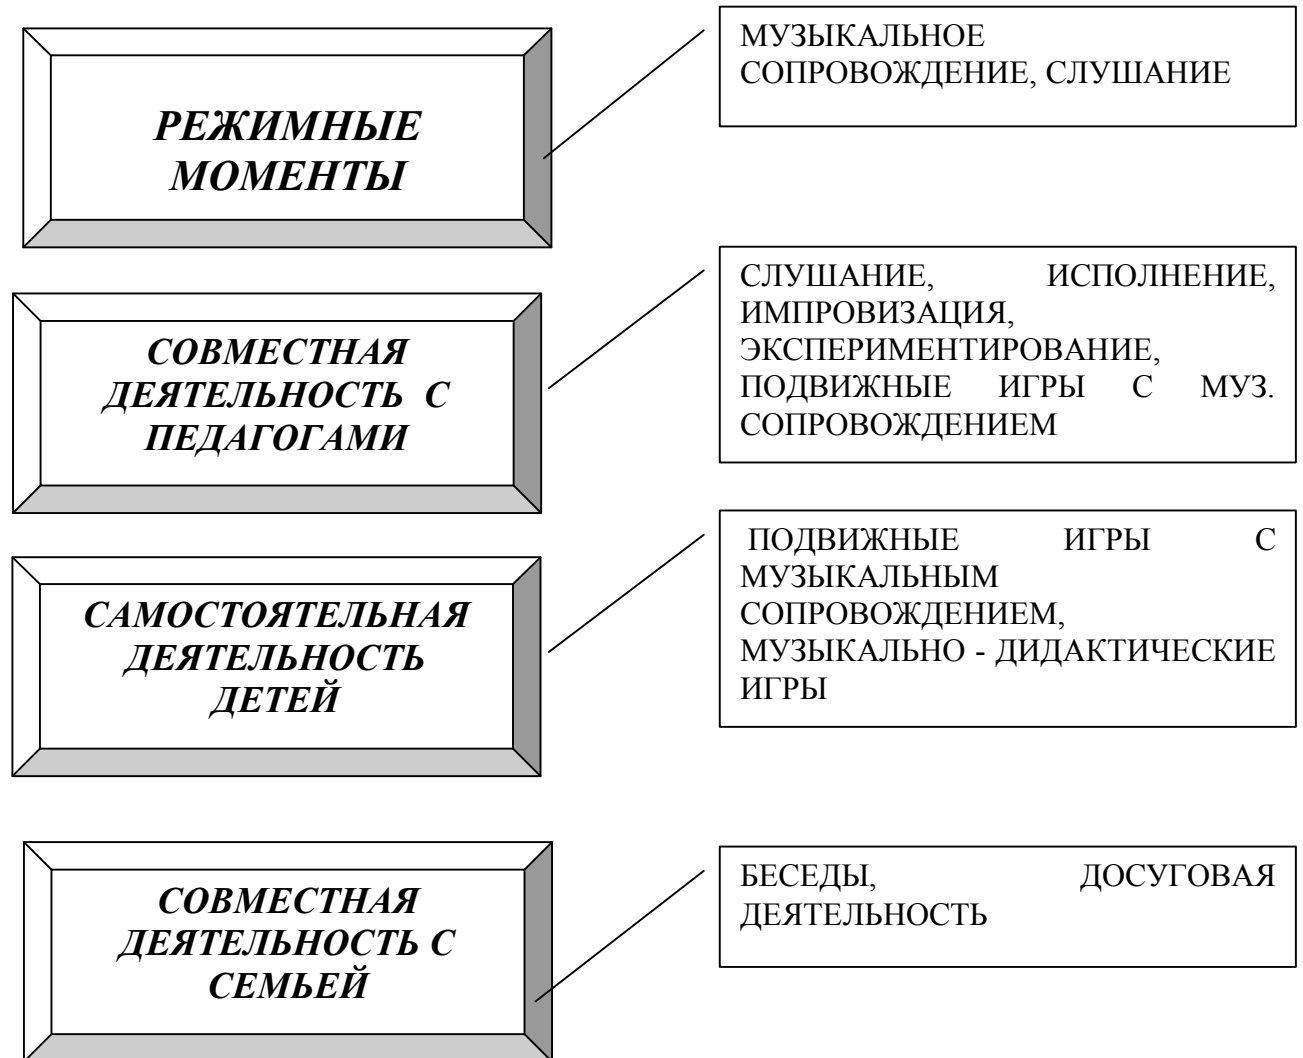 РЕЖИМНЫЕ
МОМЕНТЫ
МУЗЫКАЛЬНОЕ
СОПРОВОЖДЕНИЕ, СЛУШАНИЕ
СОВМЕСТНАЯ
ДЕЯТЕЛЬНОСТЬ С
ПЕДАГОГАМИ
СЛУШАНИЕ, ИСПОЛНЕНИЕ,
ИМПРОВИЗАЦИЯ,
ЭКСПЕРИМЕНТИРОВАНИЕ,
ПОДВИЖНЫЕ ИГРЫ С МУЗ.
СОПРОВОЖДЕНИЕМ
САМОСТОЯТЕЛЬНАЯ
ДЕЯТЕЛЬНОСТЬ
ДЕТЕЙ
ПОДВИЖНЫЕ ИГРЫ С
МУЗЫКАЛЬНЫМ
СОПРОВОЖДЕНИЕМ,
МУЗЫКАЛЬНО - ДИДАКТИЧЕСКИЕ
ИГРЫ
СОВМЕСТНАЯ
ДЕЯТЕЛЬНОСТЬ С
СЕМЬЕЙ
БЕСЕДЫ, ДОСУГОВАЯ
ДЕЯТЕЛЬНОСТЬ